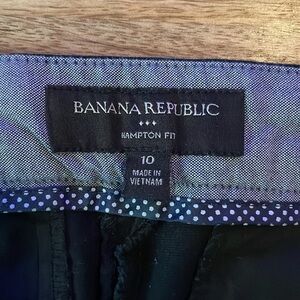 BANANA REPUBLIC
HAMPTON FIT
10
MADE IN
VIETNAM